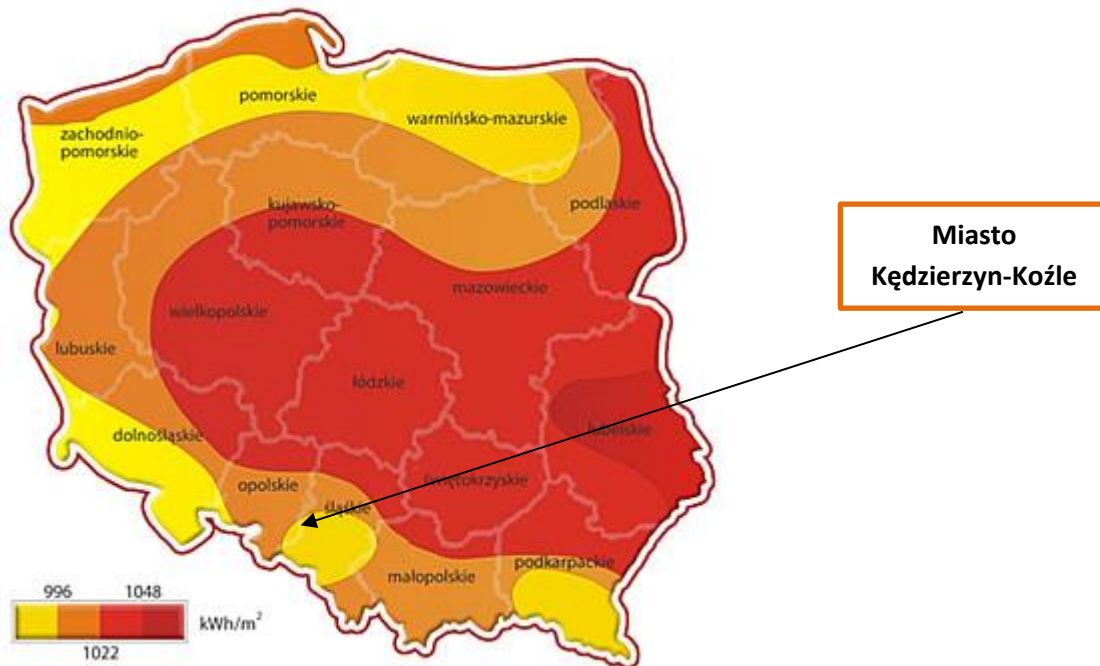 pomorskie
warmińsko-mazurskie
zachodnio-
pomorskie
podlaskie
kujawsko-
pomorskie
Miasto
Kędzierzyn-Koźle
mazowieckie
wielkopolskie
lubuskie
łódzkie
lubelskie
dolnośląskie
opolskie
świętokrzyskie
śląskie
podkarpackie
małopolskie
996 1048
kWh/m²
1022